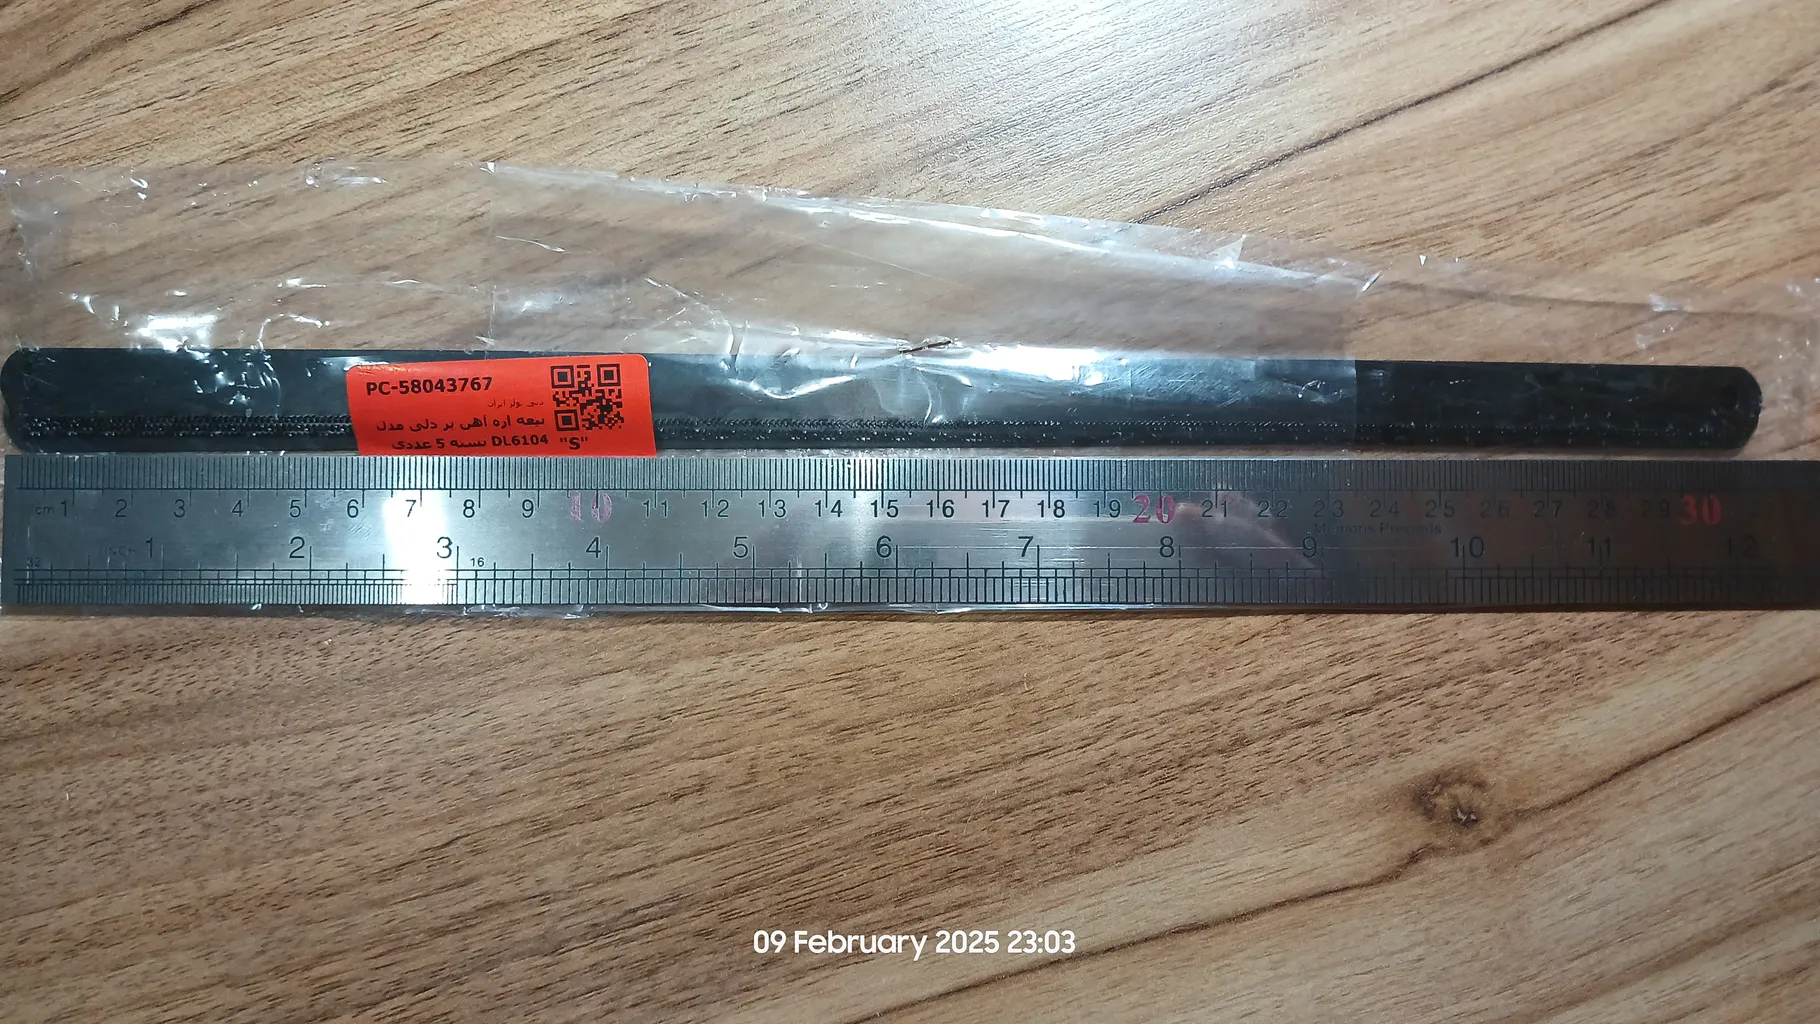 PC-58043767
تیغه اره آهن بر دلی مدل
DL6104 بسته 5 عددی
"S"
cm 1 2 3 4 5 6 7 8 9 10 11 12 13 14 15 16 17 18 19 20 21 22 23 24 25 26 27 28 29 30
INCH 1 2 3 4 5 6 7 8 9 10 11 12
32 16
09 February 2025 23:03